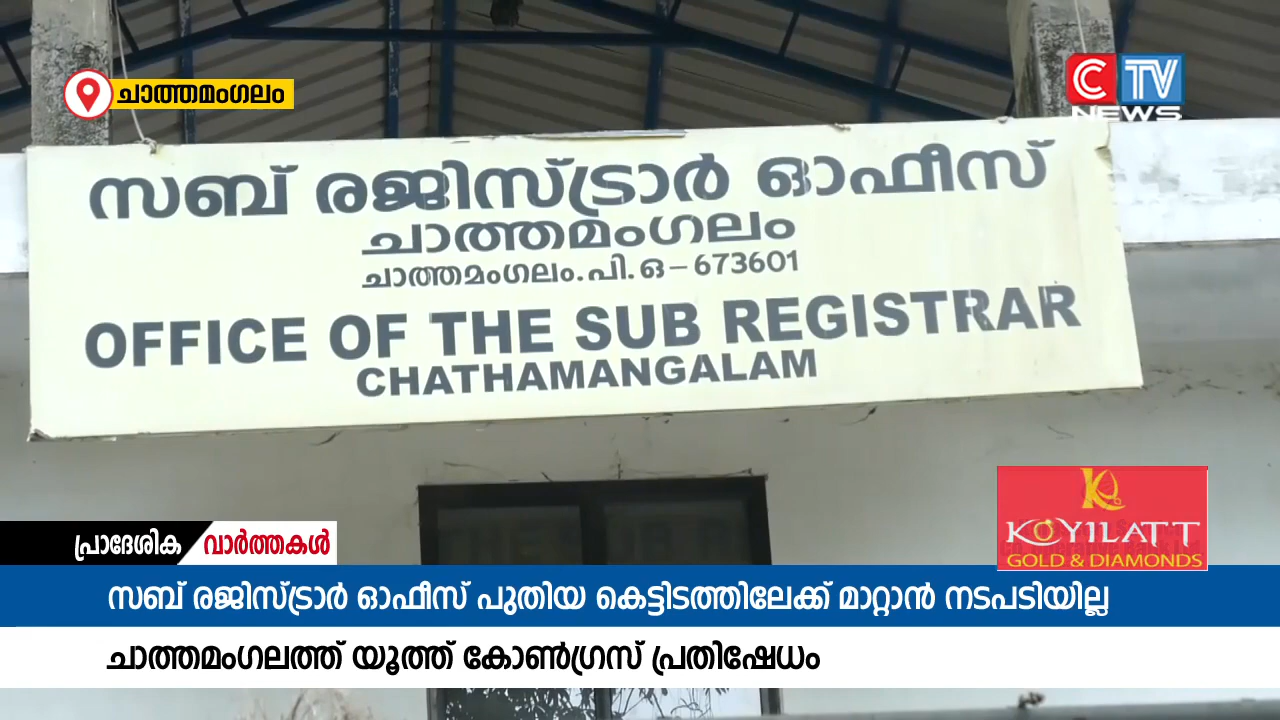 ചാത്തമംഗലം
CTV
NEWS
സബ് രജിസ്ട്രാർ ഓഫീസ്
ചാത്തമംഗലം
ചാത്തമംഗലം.പി.ഒ – 673601
OFFICE OF THE SUB REGISTRAR
CHATHAMANGALAM
KOYILATT
GOLD & DIAMONDS
പ്രാദേശിക വാർത്തകൾ
സബ് രജിസ്ട്രാർ ഓഫീസ് പുതിയ കെട്ടിടത്തിലേക്ക് മാറ്റാൻ നടപടിയില്ല
ചാത്തമംഗലത്ത് യൂത്ത് കോൺഗ്രസ് പ്രതിഷേധം